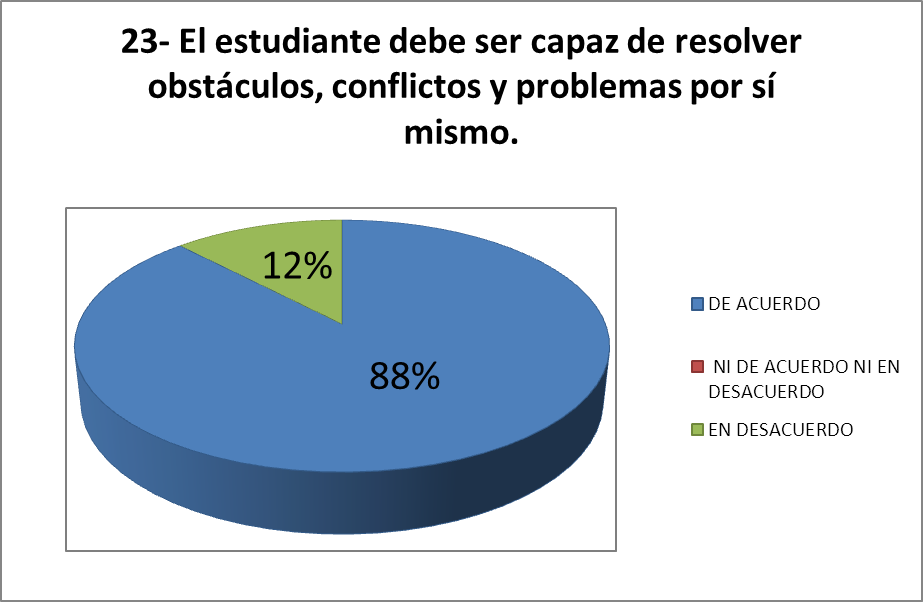 23- El estudiante debe ser capaz de resolver
obstáculos, conflictos y problemas por sí
mismo.
12%
88%
DE ACUERDO
NI DE ACUERDO NI EN
DESACUERDO
EN DESACUERDO